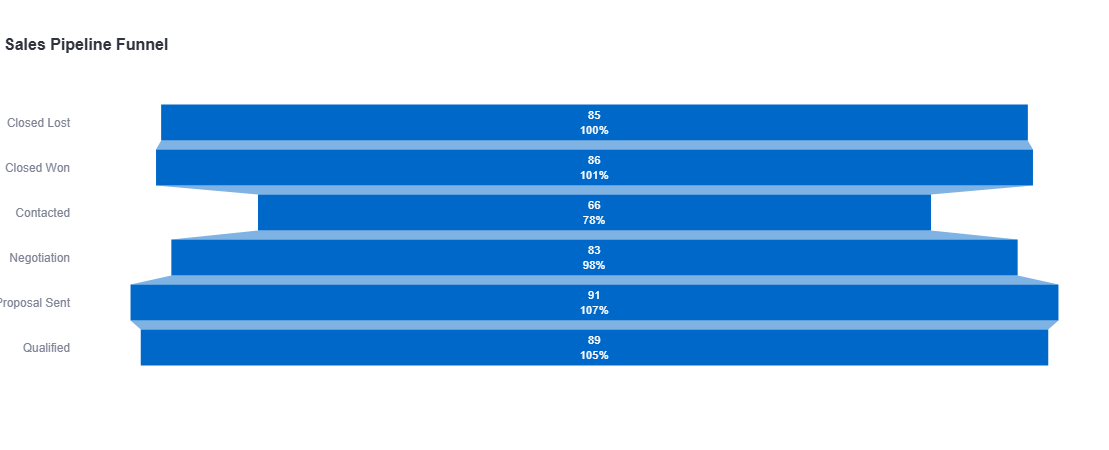 Sales Pipeline Funnel
Closed Lost
85
100%
Closed Won
86
101%
Contacted
66
78%
Negotiation
83
98%
Proposal Sent
91
107%
Qualified
89
105%